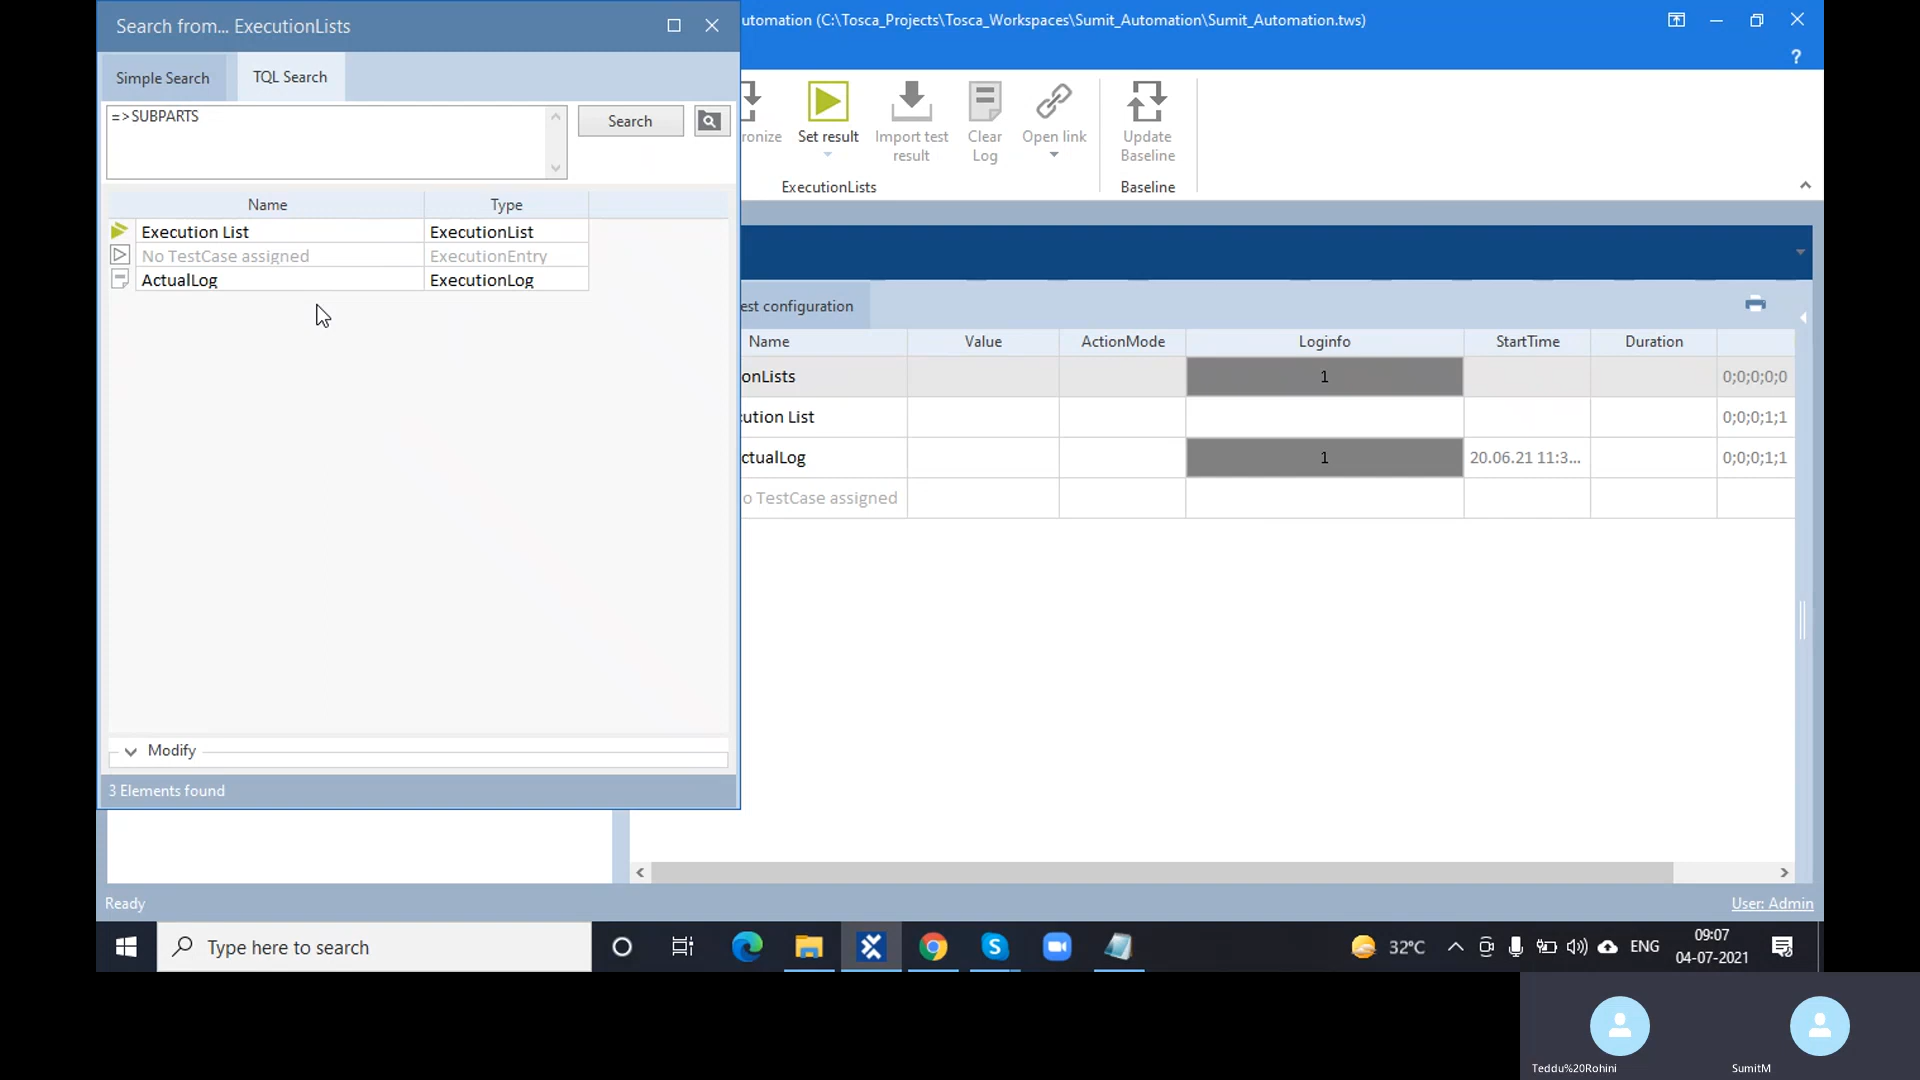 Search from... ExecutionLists
utomation (C:\Tosca_Projects\Tosca_Workspaces\Sumit_Automation\Sumit_Automation.tws)
?
Simple Search
TQL Search
=>SUBPARTS
Search
ronize
Set result
Import test
result
Clear
Log
Open link
Update
Baseline
ExecutionLists
Baseline
Name
Type
Execution List
ExecutionList
No TestCase assigned
ExecutionEntry
ActualLog
ExecutionLog
est configuration
Name
Value
ActionMode
Loginfo
StartTime
Duration
onLists
1
0;0;0;0;0
ution List
0;0;0;1;1
ctualLog
1
20.06.21 11:3...
0;0;0;1;1
o TestCase assigned
Modify
3 Elements found
Ready
User: Admin
Type here to search
32°C
ENG
09:07
04-07-2021
Teddu%20Rohini
SumitM